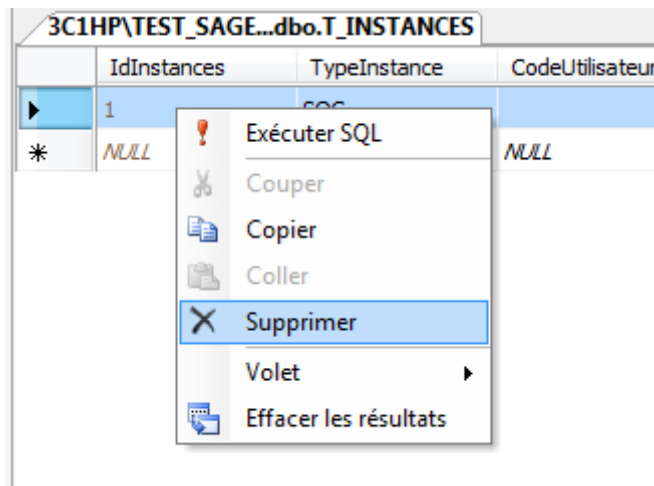 3C1HP\TEST_SAGE...dbo.T_INSTANCES
IdInstances TypeInstance CodeUtilisateur
1
NULL NULL
Exécuter SQL
Couper
Copier
Coller
Supprimer
Volet
Effacer les résultats